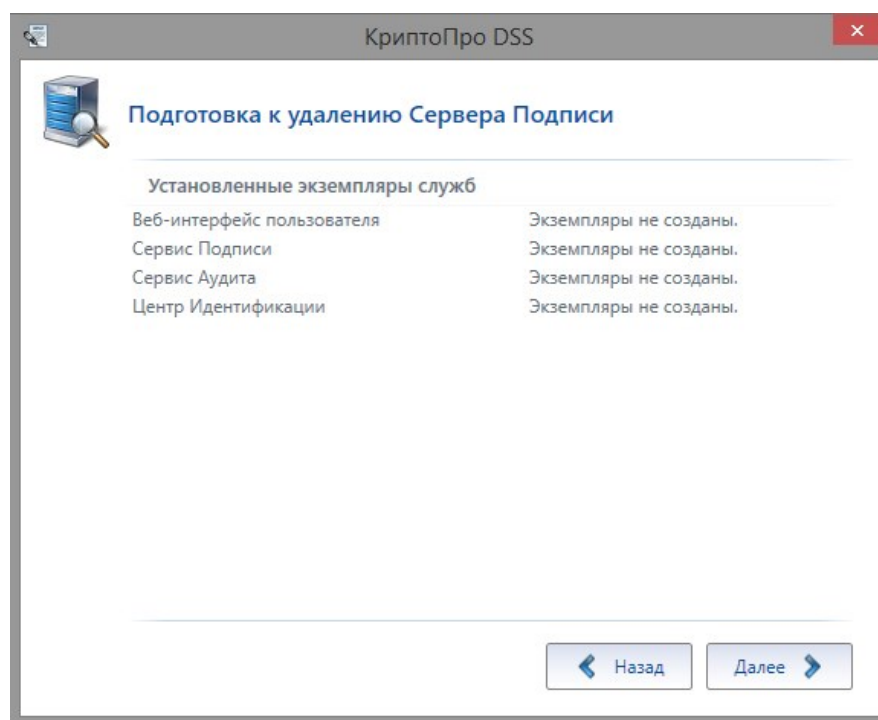 КриптоПро DSS
Подготовка к удалению Сервера Подписи
Установленные экземпляры служб
Веб-интерфейс пользователя Экземпляры не созданы.
Сервис Подписи Экземпляры не созданы.
Сервис Аудита Экземпляры не созданы.
Центр Идентификации Экземпляры не созданы.
Назад Далее